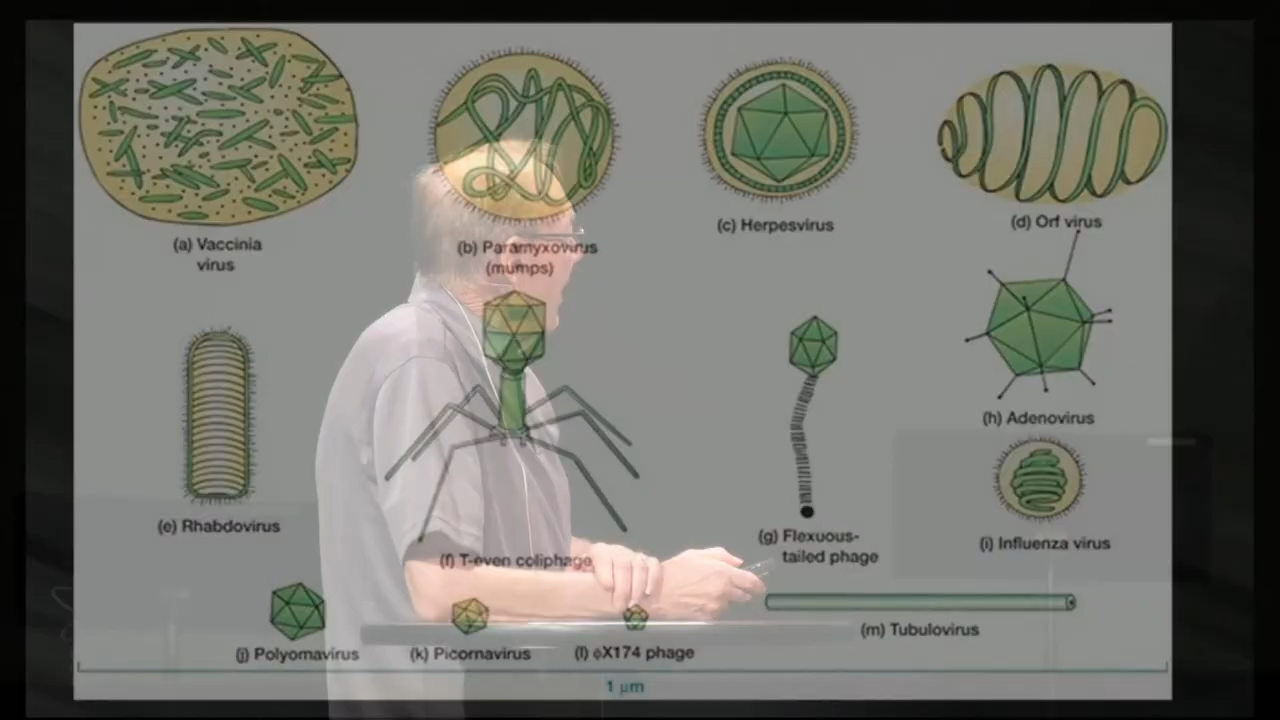 (a) Vaccinia
virus
(b) Paramyxovirus
(mumps)
(c) Herpesvirus
(d) Orf virus
(e) Rhabdovirus
(f) T-even coliphage
(g) Flexuous-
tailed phage
(h) Adenovirus
(i) Influenza virus
(j) Polyomavirus
(k) Picornavirus
(l) ϕX174 phage
(m) Tubulovirus
1 μm